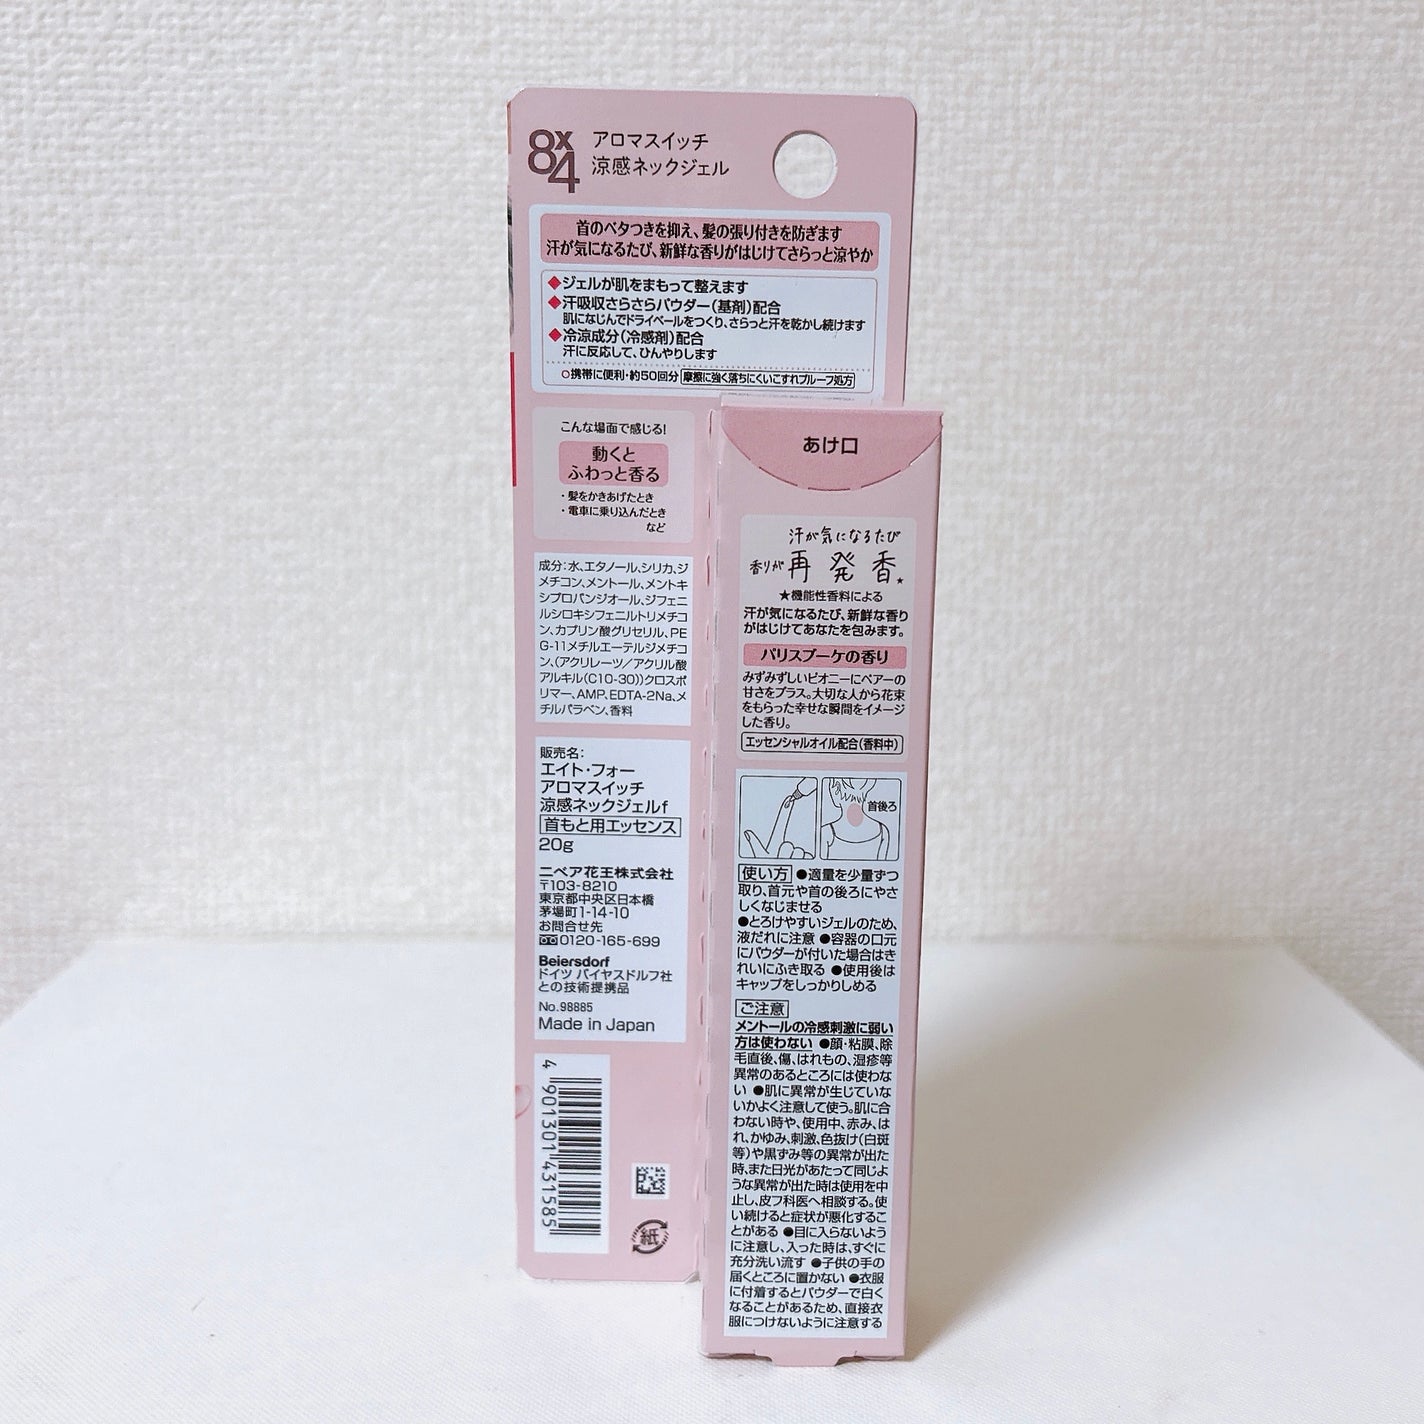 8x4
アロマスイッチ
涼感ネックジェル
首のベタつきを抑え、髪の張り付きを防ぎます
汗が気になるたび、新鮮な香りがはじけてさらっと涼やか
◆ジェルが肌をまもって整えます
◆汗吸収さらさらパウダー(基剤)配合
肌になじんでドライベールをつくり、さらっと汗を乾かし続けます
◆冷涼成分(冷感剤)配合
汗に反応して、ひんやりします
○携帯に便利・約50回分 摩擦に強く落ちにくいこすれプルーフ処方
こんな場面で感じる!
動くと
ふわっと香る
・髪をかきあげたとき
・電車に乗り込んだとき
など
成分:水、エタノール、シリカ、ジ
メチコン、メントール、メントキ
シプロパンジオール、ジフェニ
ルシロキシフェニルトリメチコ
ン、カプリン酸グリセリル、PE
G-11メチルエーテルジメチコ
ン、(アクリレーツ/アクリル酸
アルキル(C10-30))クロスポ
リマー、AMP、EDTA-2Na、メ
チルパラベン、香料
販売名:
エイト・フォー
アロマスイッチ
涼感ネックジェルf
首もと用エッセンス
20g
ニベア花王株式会社
〒103-8210
東京都中央区日本橋
茅場町1-14-10
お問合せ先
0120-165-699
Beiersdorf
ドイツ バイヤスドルフ社
との技術提携品
No.98885
Made in Japan
4 901301 431585
紙
あけ口
汗が気になるたび
香りが再発香★
★機能性香料による
汗が気になるたび、新鮮な香り
がはじけてあなたを包みます。
パリスブーケの香り
みずみずしいピオニーにペアーの
甘さをプラス。大切な人から花束
をもらった幸せな瞬間をイメージ
した香り。
エッセンシャルオイル配合(香料中)
首後ろ
使い方 ●適量を少量ずつ
取り、首元や首の後ろにやさ
しくなじませる
●とろけやすいジェルのため、
液だれに注意 ●容器の口元
にパウダーが付いた場合はき
れいにふき取る ●使用後は
キャップをしっかりしめる
ご注意
メントールの冷感刺激に弱い
方は使わない ●顔・粘膜、除
毛直後、傷、はれもの、湿疹等
異常のあるところには使わな
い ●肌に異常が生じていな
いかよく注意して使う。肌に合
わない時や、使用中、赤み、は
れ、かゆみ、刺激、色抜け(白斑
等)や黒ずみ等の異常が出た
時、また日光があたって同じよ
うな異常が出た時は使用を中
止し、皮フ科医へ相談する。使
い続けると症状が悪化するこ
とがある ●目に入らないよう
に注意し、入った時は、すぐに
充分洗い流す ●子供の手の
届くところに置かない ●衣服
に付着するとパウダーで白く
なることがあるため、直接衣
服につけないように注意する